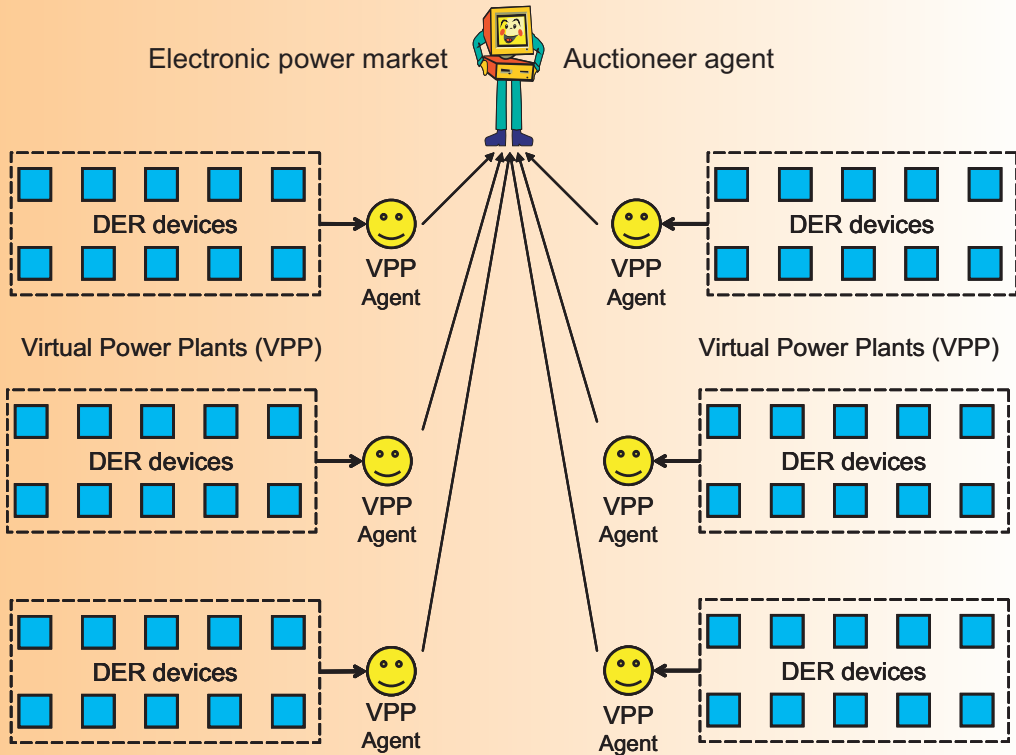 Electronic power market
Auctioneer agent
DER devices
VPP
Agent
VPP
Agent
DER devices
Virtual Power Plants (VPP)
Virtual Power Plants (VPP)
DER devices
VPP
Agent
VPP
Agent
DER devices
DER devices
VPP
Agent
VPP
Agent
DER devices